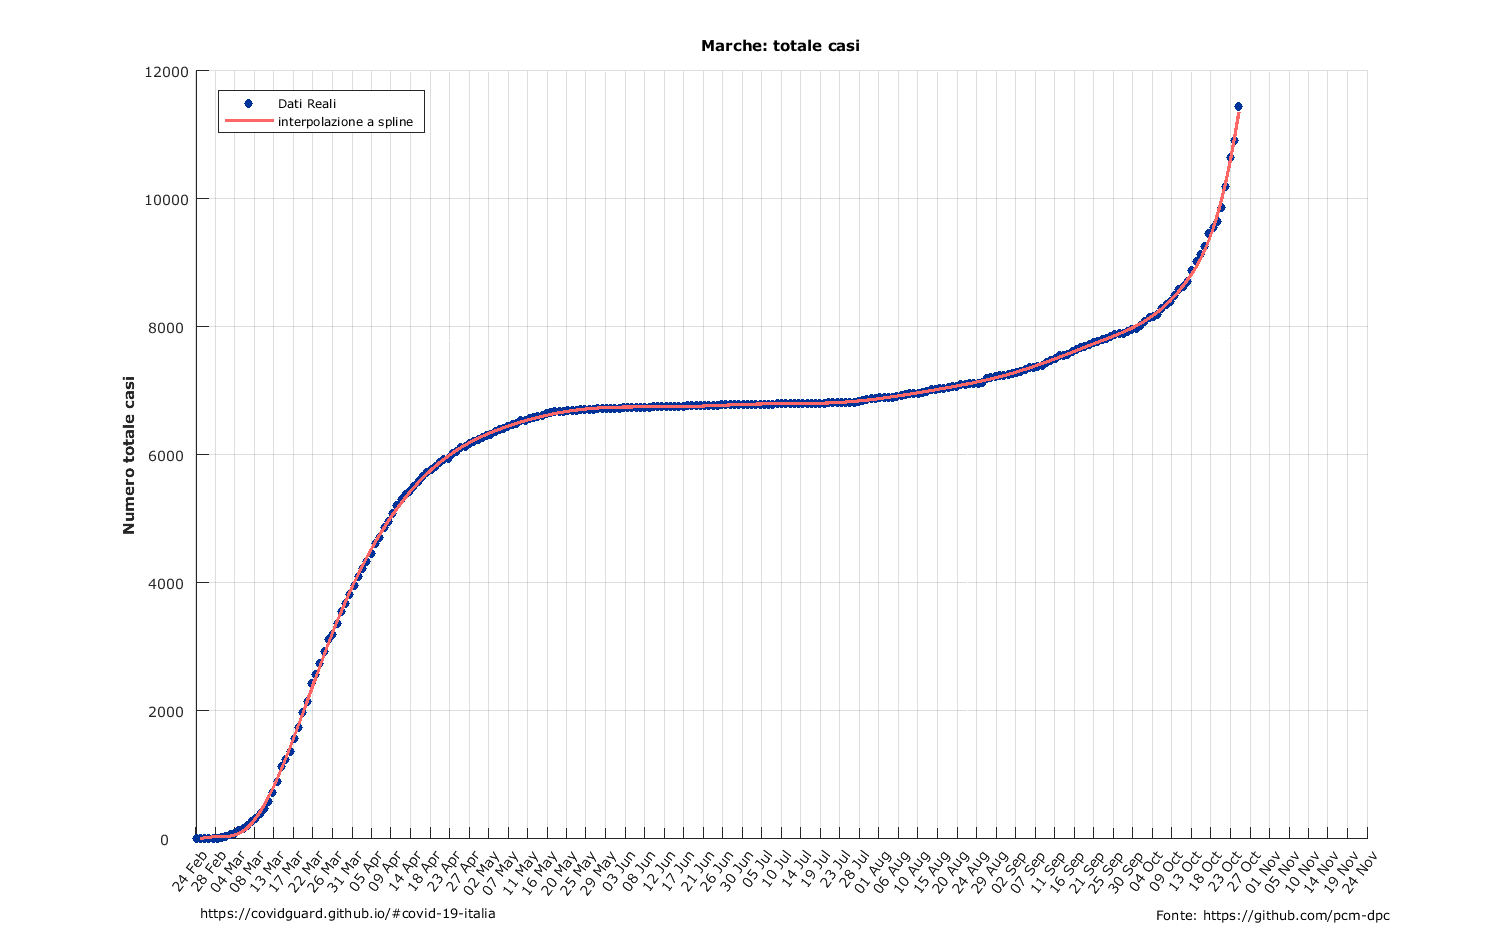 Marche: totale casi
12000
10000
8000
6000
4000
2000
0
Numero totale casi
Dati Reali
interpolazione a spline
24 Feb
28 Feb
04 Mar
08 Mar
13 Mar
17 Mar
22 Mar
26 Mar
31 Mar
05 Apr
09 Apr
14 Apr
18 Apr
23 Apr
27 Apr
02 May
07 May
11 May
16 May
20 May
25 May
29 May
03 Jun
08 Jun
12 Jun
17 Jun
21 Jun
26 Jun
30 Jun
05 Jul
10 Jul
14 Jul
19 Jul
23 Jul
28 Jul
01 Aug
06 Aug
10 Aug
15 Aug
20 Aug
24 Aug
29 Aug
02 Sep
07 Sep
11 Sep
16 Sep
21 Sep
25 Sep
30 Sep
04 Oct
09 Oct
13 Oct
18 Oct
23 Oct
27 Oct
01 Nov
05 Nov
10 Nov
14 Nov
19 Nov
24 Nov
https://covidguard.github.io/#covid-19-italia
Fonte: https://github.com/pcm-dpc